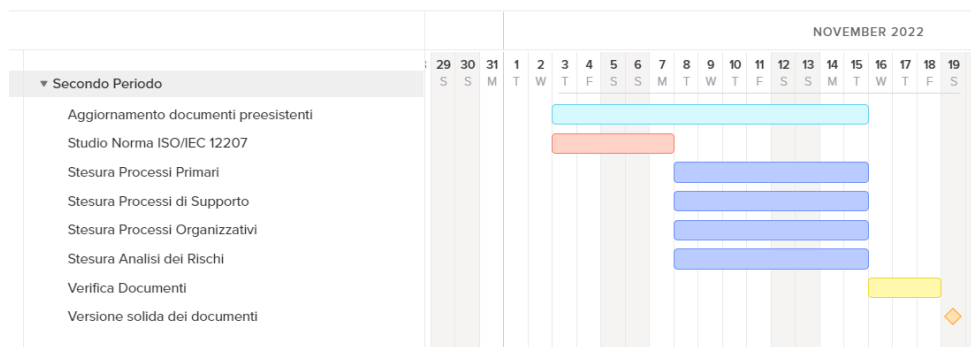 NOVEMBER 2022
29 30 31 1 2 3 4 5 6 7 8 9 10 11 12 13 14 15 16 17 18 19
S S M T W T F S S M T W T F S S M T W T F S
Secondo Periodo
Aggiornamento documenti preesistenti
Studio Norma ISO/IEC 12207
Stesura Processi Primari
Stesura Processi di Supporto
Stesura Processi Organizzativi
Stesura Analisi dei Rischi
Verifica Documenti
Versione solida dei documenti